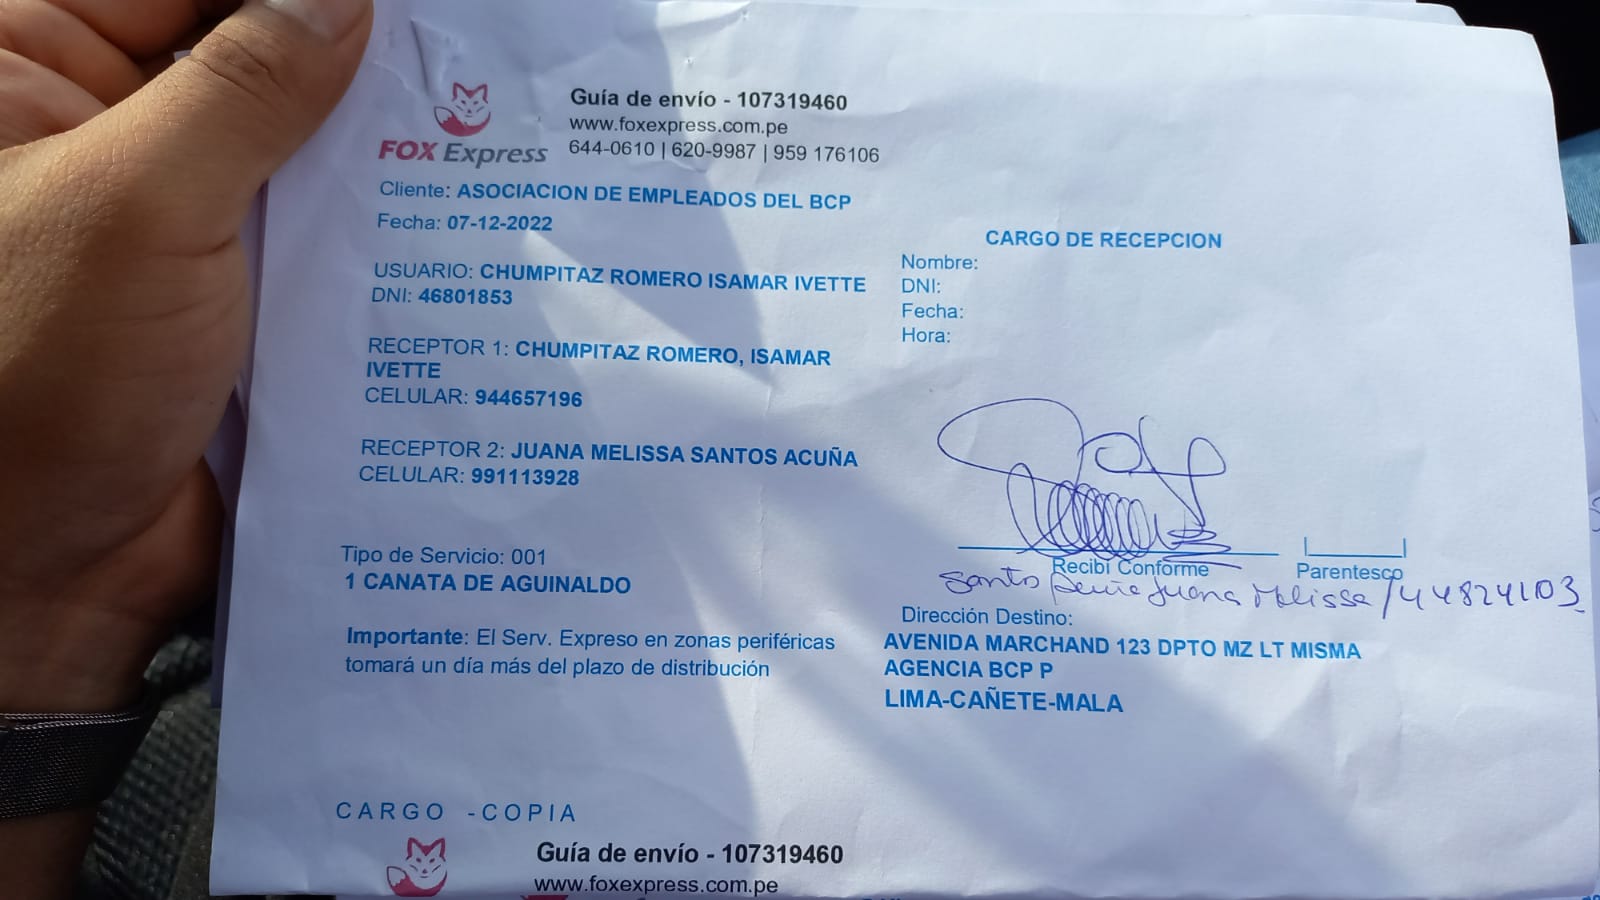 Guía de envío - 107319460
www.foxexpress.com.pe
644-0610 | 620-9987 | 959 176106
FOX Express
Cliente: ASOCIACION DE EMPLEADOS DEL BCP
Fecha: 07-12-2022
USUARIO: CHUMPITAZ ROMERO ISAMAR IVETTE
DNI: 46801853
RECEPTOR 1: CHUMPITAZ ROMERO, ISAMAR
IVETTE
CELULAR: 944657196
RECEPTOR 2: JUANA MELISSA SANTOS ACUÑA
CELULAR: 991113928
Tipo de Servicio: 001
1 CANATA DE AGUINALDO
Importante: El Serv. Expreso en zonas periféricas
tomará un día más del plazo de distribución
CARGO DE RECEPCION
Nombre:
DNI:
Fecha:
Hora:
Recibí Conforme
Parentesco
Santos Juana Melissa /44824103
Dirección Destino:
AVENIDA MARCHAND 123 DPTO MZ LT MISMA
AGENCIA BCP P
LIMA-CAÑETE-MALA
CARGO -COPIA
Guía de envío - 107319460
www.foxexpress.com.pe